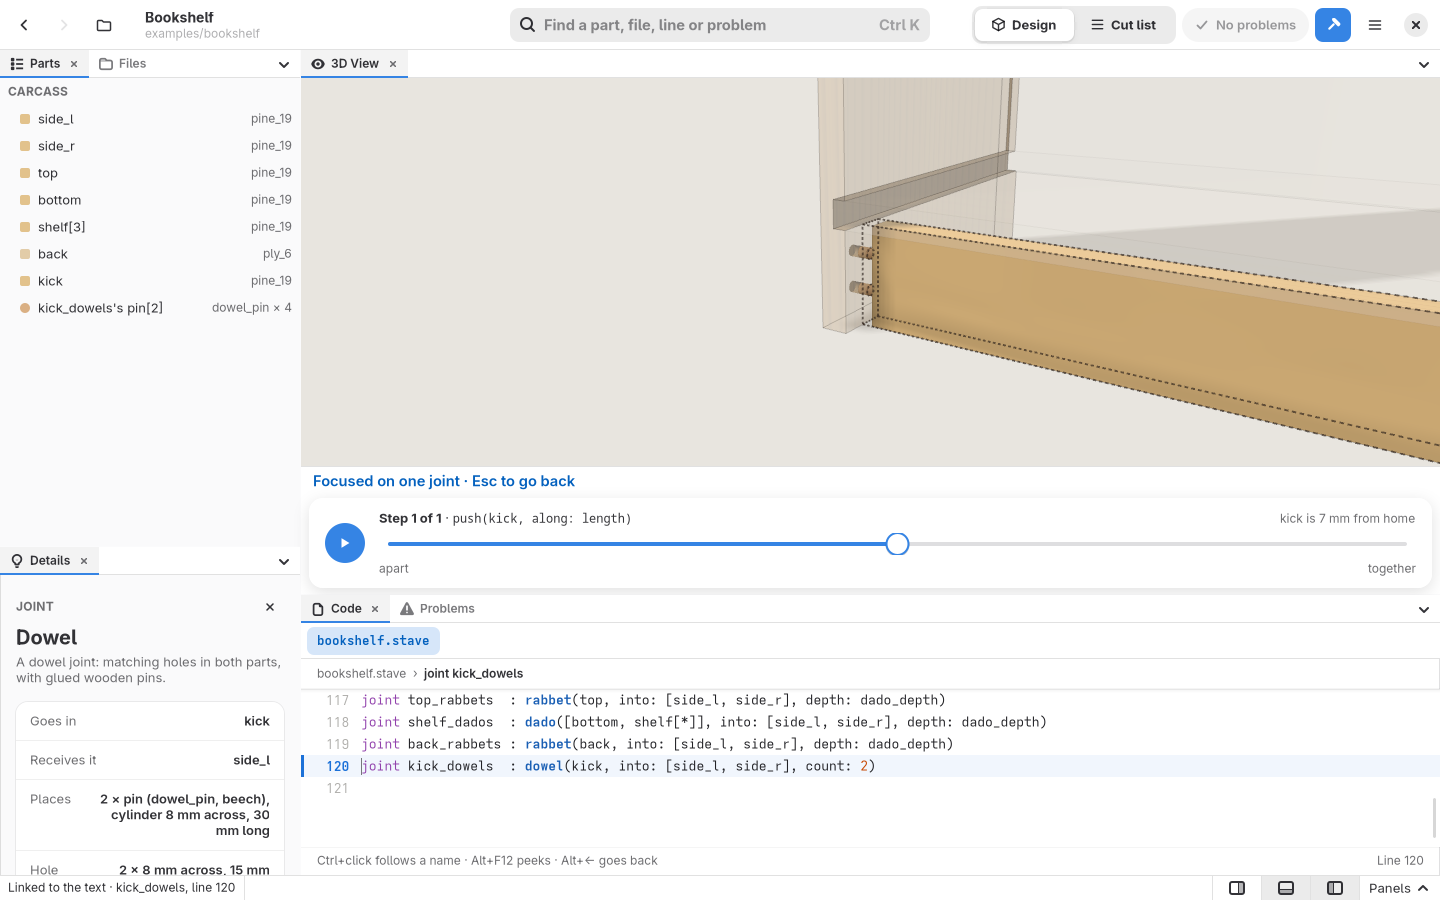 Bookshelf
examples/bookshelf
Find a part, file, line or problem Ctrl K
Design
Cut list
No problems
Parts
Files
3D View
CARCASS
side_l pine_19
side_r pine_19
top pine_19
bottom pine_19
shelf[3] pine_19
back ply_6
kick pine_19
kick_dowels's pin[2] dowel_pin × 4
Focused on one joint · Esc to go back
Step 1 of 1 · push(kick, along: length) kick is 7 mm from home
apart together
Details
JOINT
Dowel
A dowel joint: matching holes in both parts,
with glued wooden pins.
Goes in kick
Receives it side_l
Places 2 × pin (dowel_pin, beech),
cylinder 8 mm across, 30
mm long
Hole 2 × 8 mm across, 15 mm
Code
Problems
bookshelf.stave
bookshelf.stave › joint kick_dowels
117 joint top_rabbets : rabbet(top, into: [side_l, side_r], depth: dado_depth)
118 joint shelf_dados : dado([bottom, shelf[*]], into: [side_l, side_r], depth: dado_depth)
119 joint back_rabbets : rabbet(back, into: [side_l, side_r], depth: dado_depth)
120 joint kick_dowels : dowel(kick, into: [side_l, side_r], count: 2)
121
Ctrl+click follows a name · Alt+F12 peeks · Alt+← goes back Line 120
Linked to the text · kick_dowels, line 120
Panels